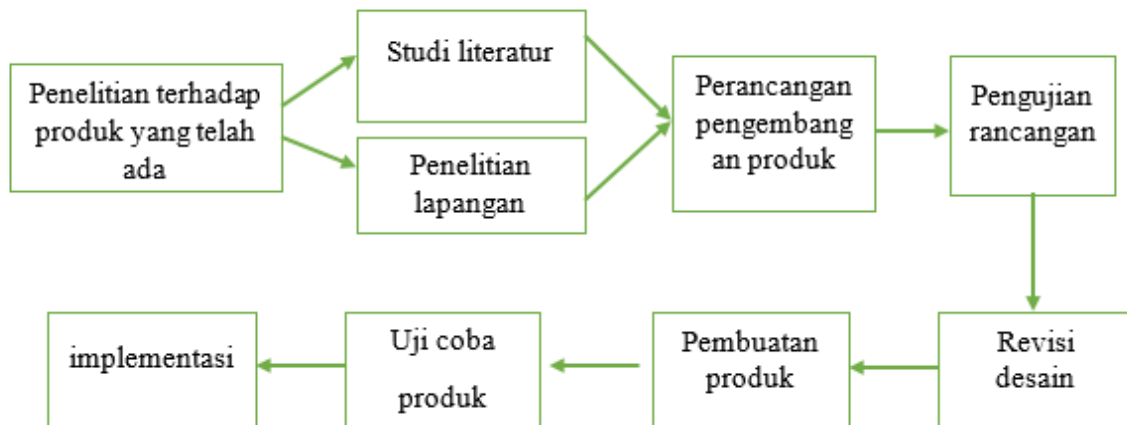 Penelitian terhadap
produk yang telah
ada
Studi literatur
Penelitian
lapangan
Perancangan
pengembang
an produk
Pengujian
rancangan
Revisi
desain
Pembuatan
produk
Uji coba
produk
implementasi